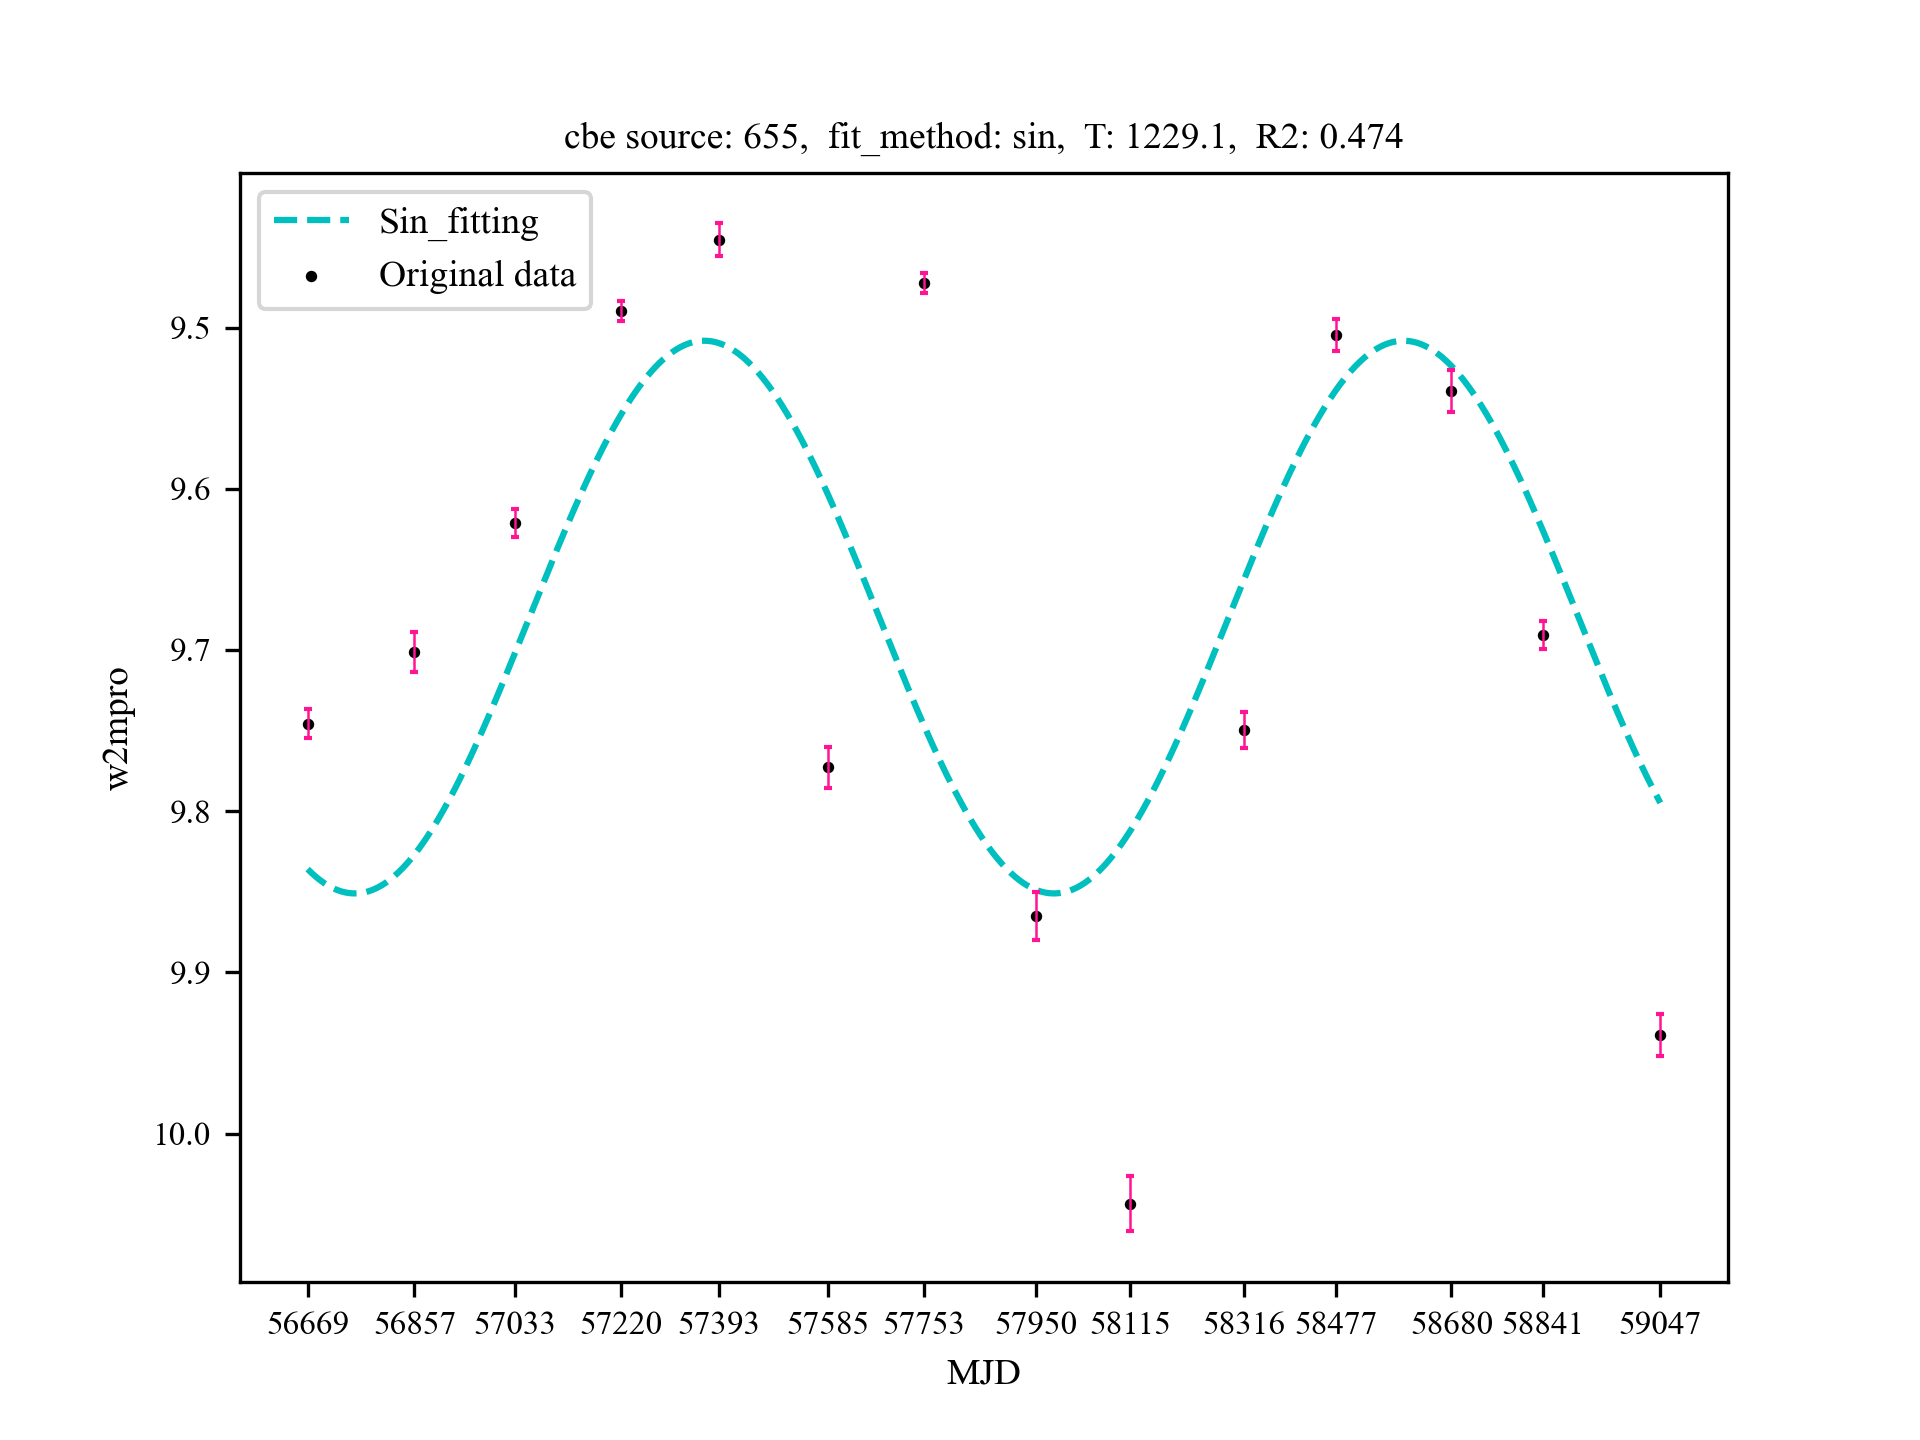 cbe source: 655, fit_method: sin, T: 1229.1, R2: 0.474
Sin_fitting
Original data
9.5
9.6
9.7
9.8
9.9
10.0
w2mpro
56669 56857 57033 57220 57393 57585 57753 57950 58115 58316 58477 58680 58841 59047
MJD